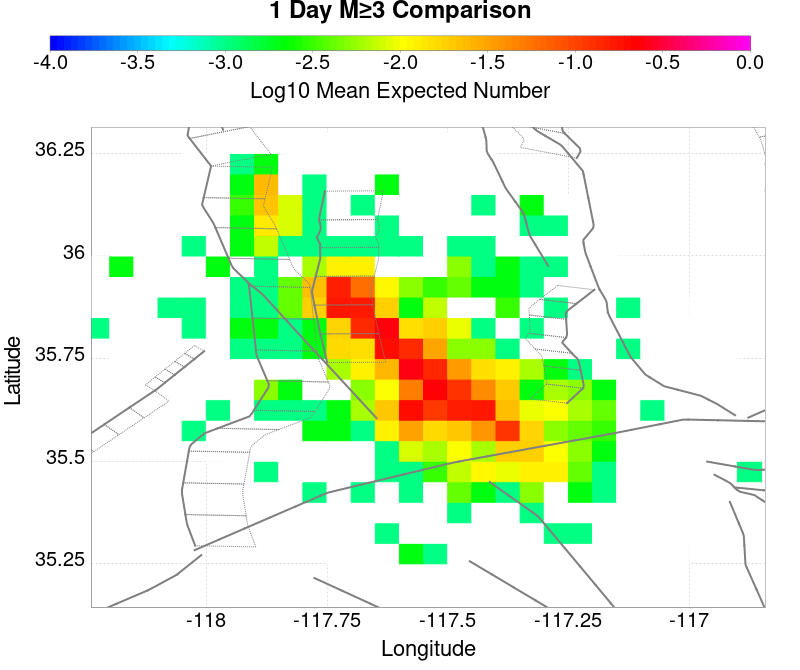 1 Day M≥3 Comparison
-4.0 -3.5 -3.0 -2.5 -2.0 -1.5 -1.0 -0.5 0.0
Log10 Mean Expected Number
36.25
36
35.75
35.5
35.25
Latitude
-118 -117.75 -117.5 -117.25 -117
Longitude